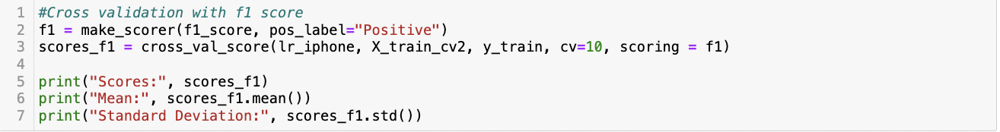 1 #Cross validation with f1 score
2 f1 = make_scorer(f1_score, pos_label="Positive")
3 scores_f1 = cross_val_score(lr_iphone, X_train_cv2, y_train, cv=10, scoring = f1)
4
5 print("Scores:", scores_f1)
6 print("Mean:", scores_f1.mean())
7 print("Standard Deviation:", scores_f1.std())